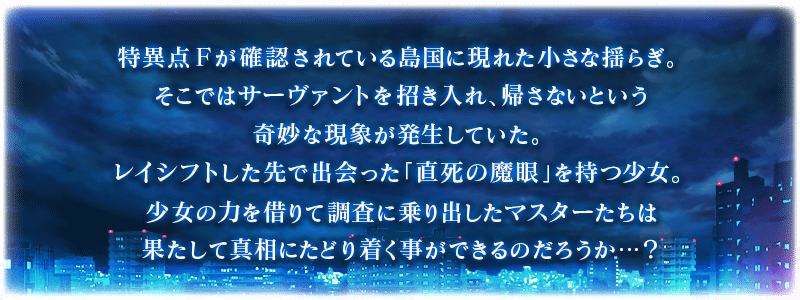 特異点Fが確認されている島国に現れた小さな揺らぎ。
そこではサーヴァントを招き入れ、帰さないという
奇妙な現象が発生していた。
レイシフトした先で出会った「直死の魔眼」を持つ少女。
少女の力を借りて調査に乗り出したマスターたちは
果たして真相にたどり着く事ができるのだろうか…?